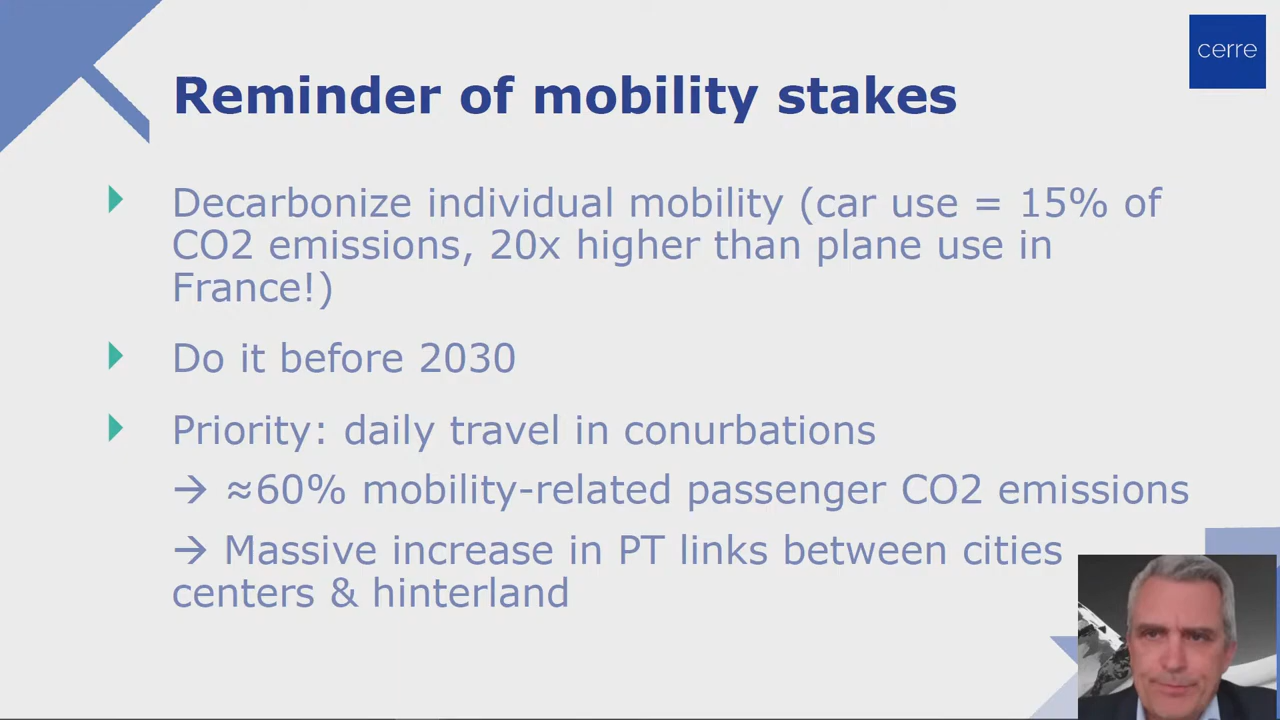 cerre
Reminder of mobility stakes
Decarbonize individual mobility (car use = 15% of
CO2 emissions, 20x higher than plane use in
France!)
Do it before 2030
Priority: daily travel in conurbations
→ ≈60% mobility-related passenger CO2 emissions
→ Massive increase in PT links between cities
centers & hinterland